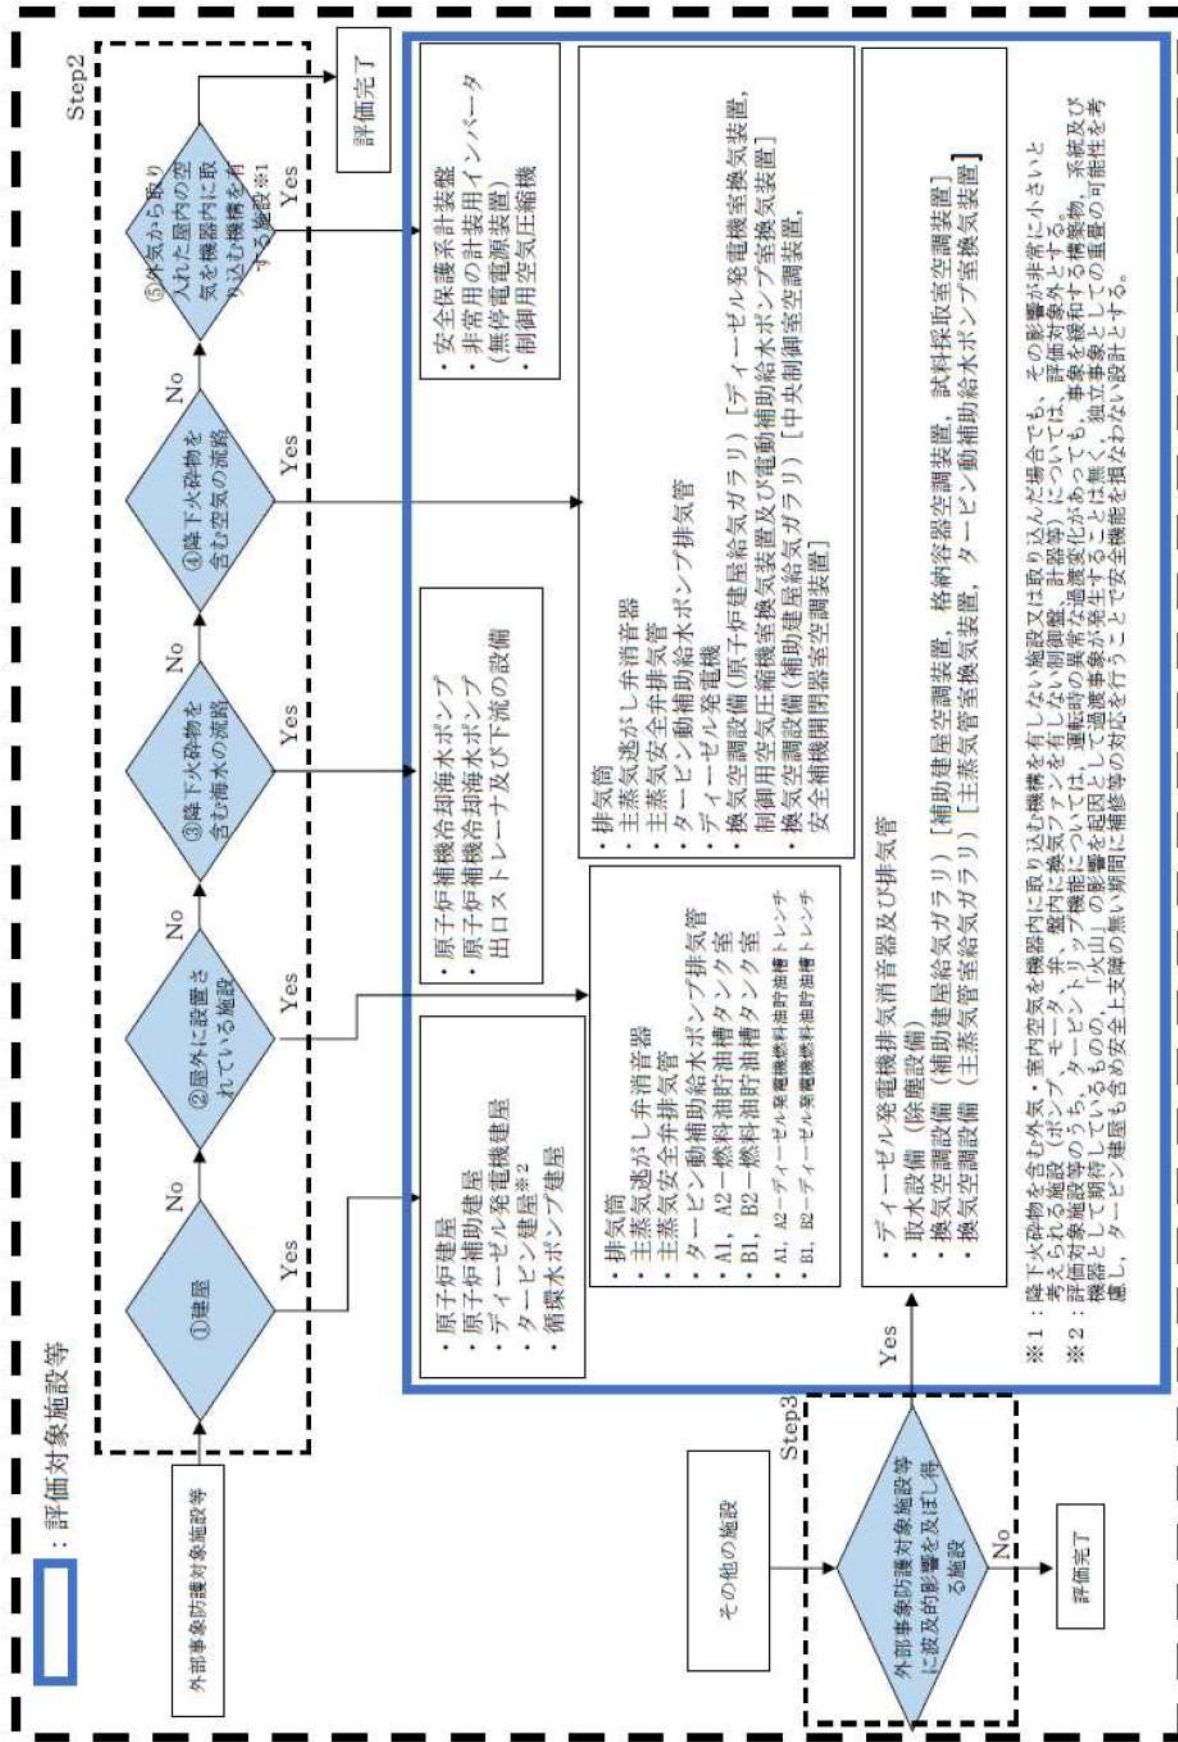 ：評価対象施設等
Step2
外部事象防護対象施設等
①建屋
No
②屋外に設置さ
れている施設
No
③降下火砕物を
含む海水の流路
No
④降下火砕物を
含む空気の流路
No
⑤外気から取り
入れた屋内の空
気を機器内に取
り込む機構を有
する施設※1
評価完了
Yes
Yes
Yes
Yes
Yes
・原子炉建屋
・原子炉補助建屋
・ディーゼル発電機建屋
・タービン建屋※2
・循環水ポンプ建屋
・原子炉補機冷却海水ポンプ
・原子炉補機冷却海水ポンプ
出口ストレーナ及び下流の設備
・安全保護系計装盤
・非常用の計装用インバータ
(無停電電源装置)
・制御用空気圧縮機
・排気筒
・主蒸気逃がし弁消音器
・主蒸気安全弁排気管
・タービン動補助給水ポンプ排気管
・A1，A2－燃料油貯油槽タンク室
・B1，B2－燃料油貯油槽タンク室
・A1，A2－ディーゼル発電機燃料油貯油槽トレンチ
・B1，B2－ディーゼル発電機燃料油貯油槽トレンチ
・排気筒
・主蒸気逃がし弁消音器
・主蒸気安全弁排気管
・タービン動補助給水ポンプ排気管
・ディーゼル発電機
・換気空調設備(原子炉建屋給気ガラリ)［ディーゼル発電機室換気装置，
制御用空気圧縮機室換気装置及び電動補助給水ポンプ室換気装置］
・換気空調設備(補助建屋給気ガラリ)［中央制御室空調装置，
安全補機開閉器室空調装置］
その他の施設
Step3
外部事象防護対象施設等
に波及的影響を及ぼし得
る施設
Yes
No
評価完了
・ディーゼル発電機排気消音器及び排気管
・取水設備（除塵設備）
・換気空調設備（補助建屋給気ガラリ）［補助建屋空調装置，格納容器空調装置，試料採取室空調装置］
・換気空調設備（主蒸気管室給気ガラリ）［主蒸気管室換気装置，タービン動補助給水ポンプ室換気装置］
※1：降下火砕物を含む外気・室内空気を機器内に取り込む機構を有しない施設又は取り込んだ場合でも、その影響が非常に小さいと
考えられる施設（ポンプ、モータ、弁、盤内に換気ファンを有しない制御盤、計器等）については、評価対象外とする。
※2：評価対象施設等のうち、タービントリップ機能については、運転時の異常な過渡変化があっても、事象を緩和する構築物、系統及び
機器として期待しているものの、「火山」の影響を起因として過渡事象が発生することは無く、独立事象としての重畳の可能性を考
慮し、タービン建屋も含め安全上支障の無い期間に補修等の対応を行うことで安全機能を損なわない設計とする。